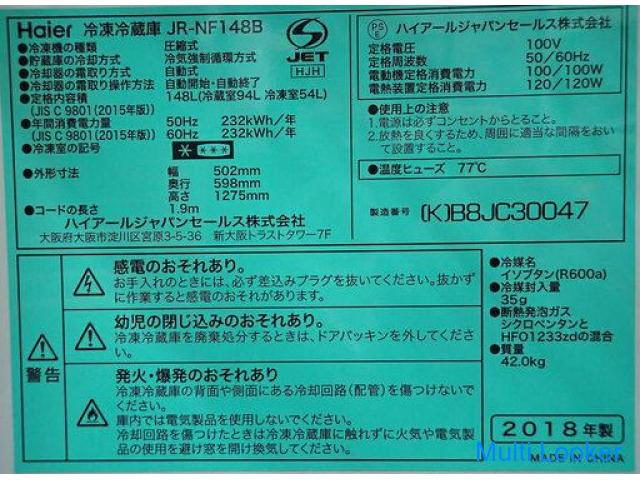 Haier 冷凍冷蔵庫 JR-NF148B
JET
HJH
●冷凍機の種類 圧縮式
●貯蔵庫の冷却方式 冷気強制循環方式
●冷却器の霜取り方式 自動式
●冷却器の霜取り操作方法 自動開始・自動終了
●定格内容積 148L(冷蔵室94L 冷凍室54L)
(JIS C 9801(2015年版))
●年間消費電力量 50Hz 232kWh/年
(JIS C 9801(2015年版)) 60Hz 232kWh/年
●冷凍室の記号
●外形寸法 幅 502mm
奥行 598mm
高さ 1275mm
●コードの長さ 1.9m
ハイアールジャパンセールス株式会社
大阪府大阪市淀川区宮原3-5-36 新大阪トラストタワー7F
PS
E
ハイアールジャパンセールス株式会社
定格電圧 100V
定格周波数 50/60Hz
電動機定格消費電力 100/100W
電熱装置定格消費電力 120/120W
●使用上の注意
1.電源は必ずコンセントからとること。
2.放熱を良くするため、周囲に適当な間隔をおい
て設置すること。
●温度ヒューズ 77℃
製造番号 (K)B8JC30047
警告
感電のおそれあり。
お手入れのときには、必ず差込みプラグを抜いてください。抜かず
に作業すると感電のおそれがあります。
幼児の閉じ込みのおそれあり。
冷凍冷蔵庫を廃棄処分するときは、ドアパッキンを外してくださ
い。
発火・爆発のおそれあり
冷凍冷蔵庫の背面や側面にある冷却回路(配管)を傷つけないで
ください。
庫内では電気製品を使用しないでください。
冷却回路を傷つけたときは冷凍冷蔵庫に触れずに火気や電気製
品の使用を避け窓を開け換気してください。
●冷媒名
イソブタン(R600a)
●冷媒封入量
35g
●断熱発泡ガス
シクロペンタンと
HFO1233zdの混合
●質量
42.0kg
2018年製
MADE IN CHINA
Multi Looker